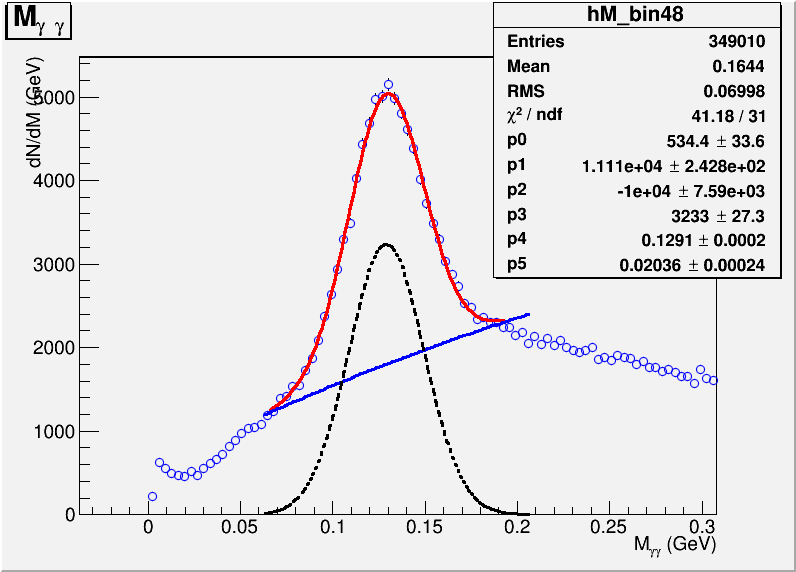 M γ γ
hM_bin48
Entries 349010
Mean 0.1644
RMS 0.06998
χ² / ndf 41.18 / 31
p0 534.4 ± 33.6
p1 1.111e+04 ± 2.428e+02
p2 -1e+04 ± 7.59e+03
p3 3233 ± 27.3
p4 0.1291 ± 0.0002
p5 0.02036 ± 0.00024
dN/dM (GeV)
5000
4000
3000
2000
1000
0
0 0.05 0.1 0.15 0.2 0.25 0.3
Mγγ (GeV)